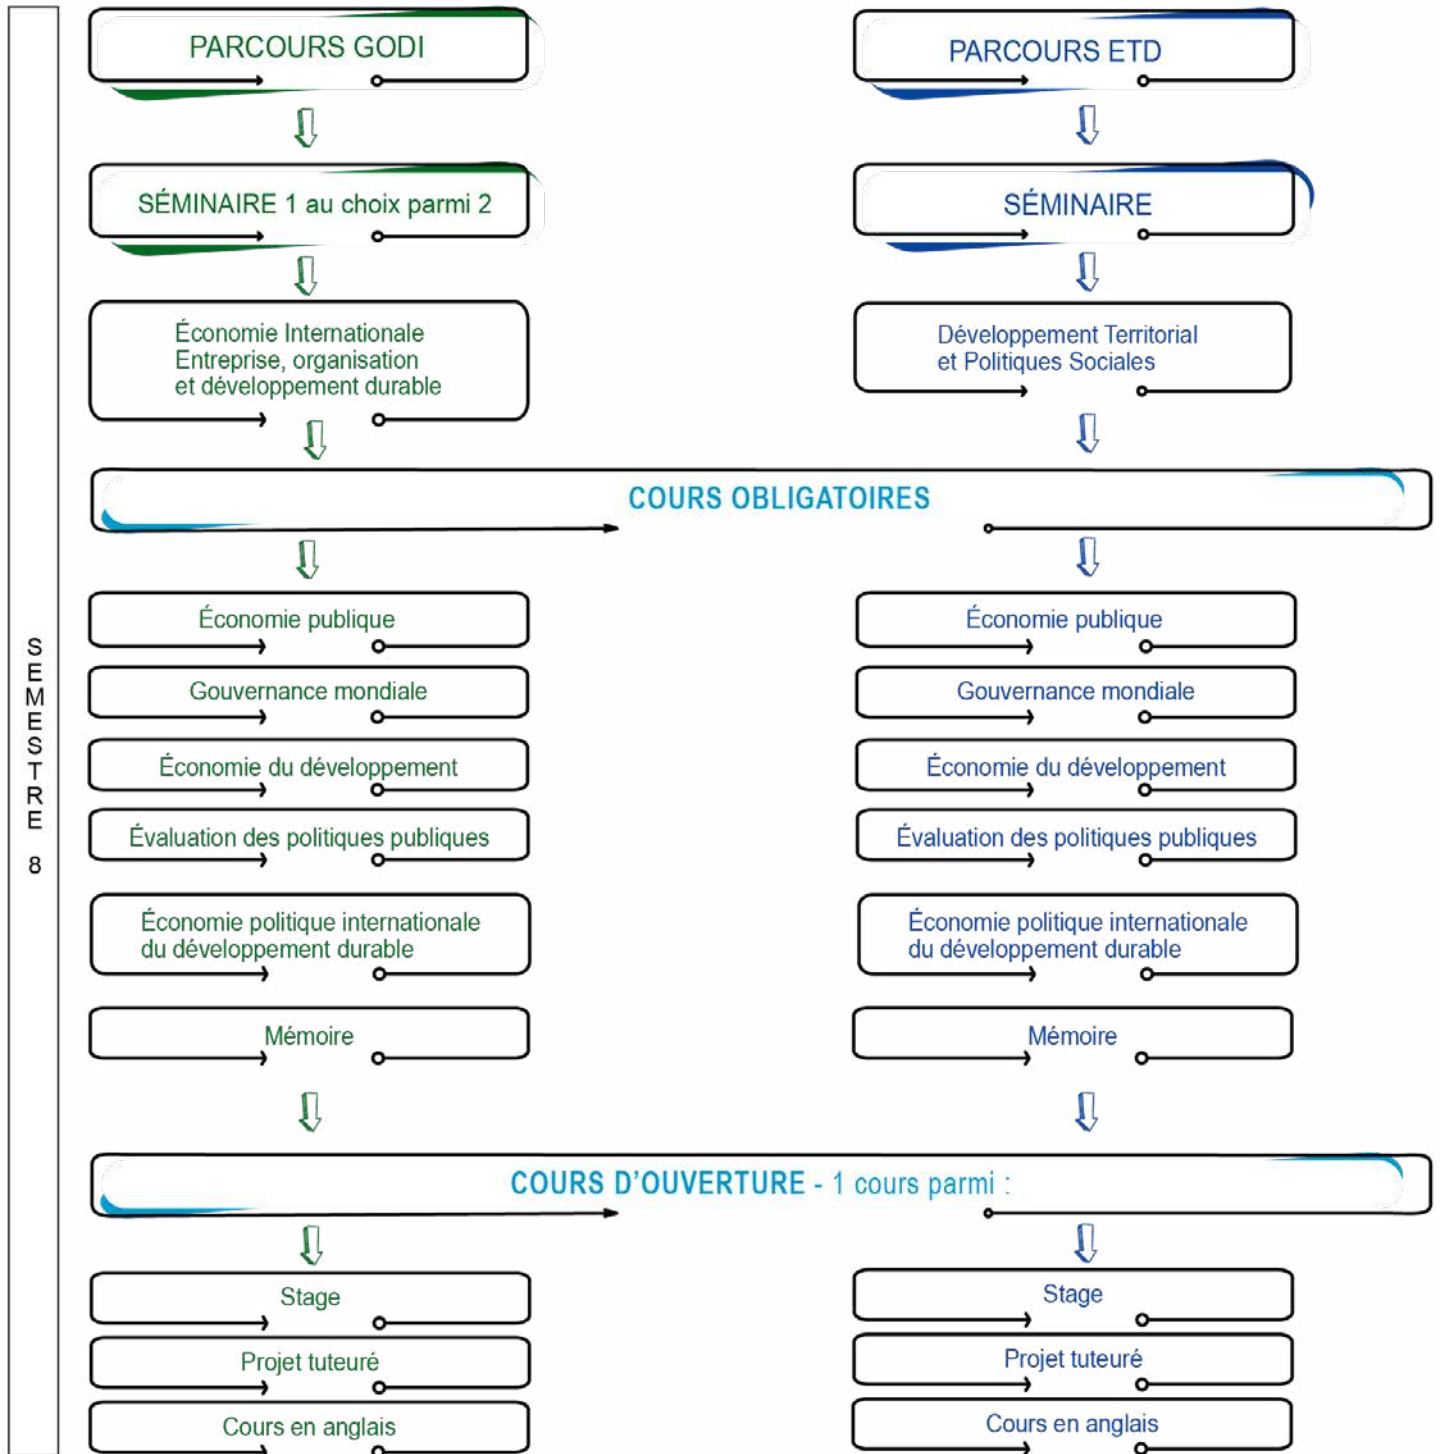 SEMESTRE 8
PARCOURS GODI
SÉMINAIRE 1 au choix parmi 2
Économie Internationale
Entreprise, organisation
et développement durable
PARCOURS ETD
SÉMINAIRE
Développement Territorial
et Politiques Sociales
COURS OBLIGATOIRES
Économie publique
Gouvernance mondiale
Économie du développement
Évaluation des politiques publiques
Économie politique internationale
du développement durable
Mémoire
Économie publique
Gouvernance mondiale
Économie du développement
Évaluation des politiques publiques
Économie politique internationale
du développement durable
Mémoire
COURS D'OUVERTURE - 1 cours parmi :
Stage
Projet tuteuré
Cours en anglais
Stage
Projet tuteuré
Cours en anglais